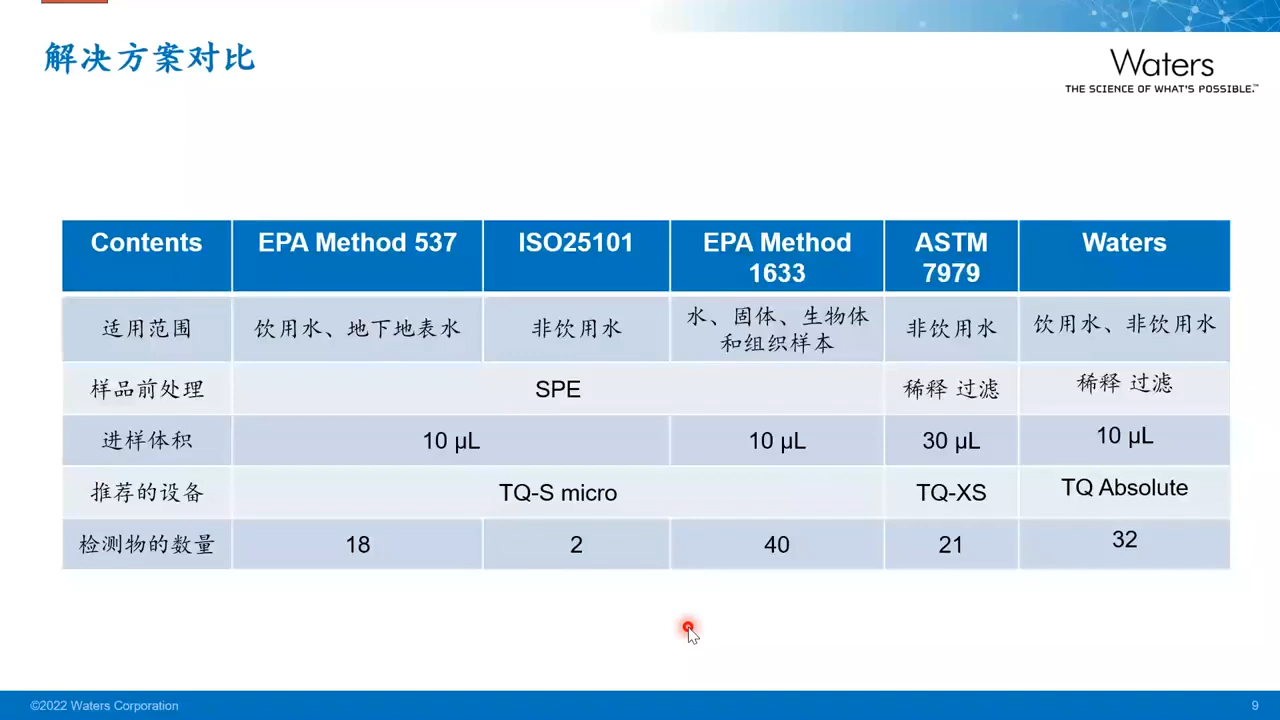 解决方案对比
Waters
THE SCIENCE OF WHAT'S POSSIBLE.™
Contents
EPA Method 537
ISO25101
EPA Method
1633
ASTM
7979
Waters
适用范围
饮用水、地下地表水
非饮用水
水、固体、生物体
和组织样本
非饮用水
饮用水、非饮用水
样品前处理
SPE
稀释 过滤
稀释 过滤
进样体积
10 µL
10 µL
30 µL
10 µL
推荐的设备
TQ-S micro
TQ-XS
TQ Absolute
检测物的数量
18
2
40
21
32
©2022 Waters Corporation
9